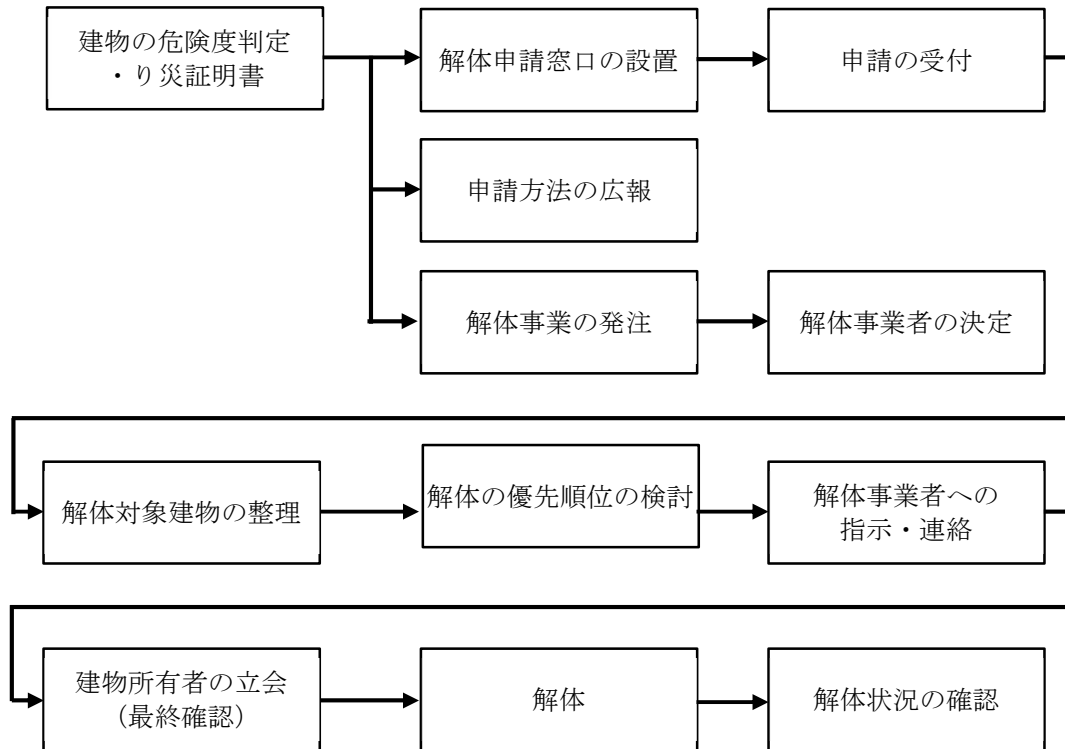 建物の危険度判定
・り災証明書
解体申請窓口の設置
申請の受付
申請方法の広報
解体事業の発注
解体事業者の決定
解体対象建物の整理
解体の優先順位の検討
解体事業者への
指示・連絡
建物所有者の立会
（最終確認）
解体
解体状況の確認